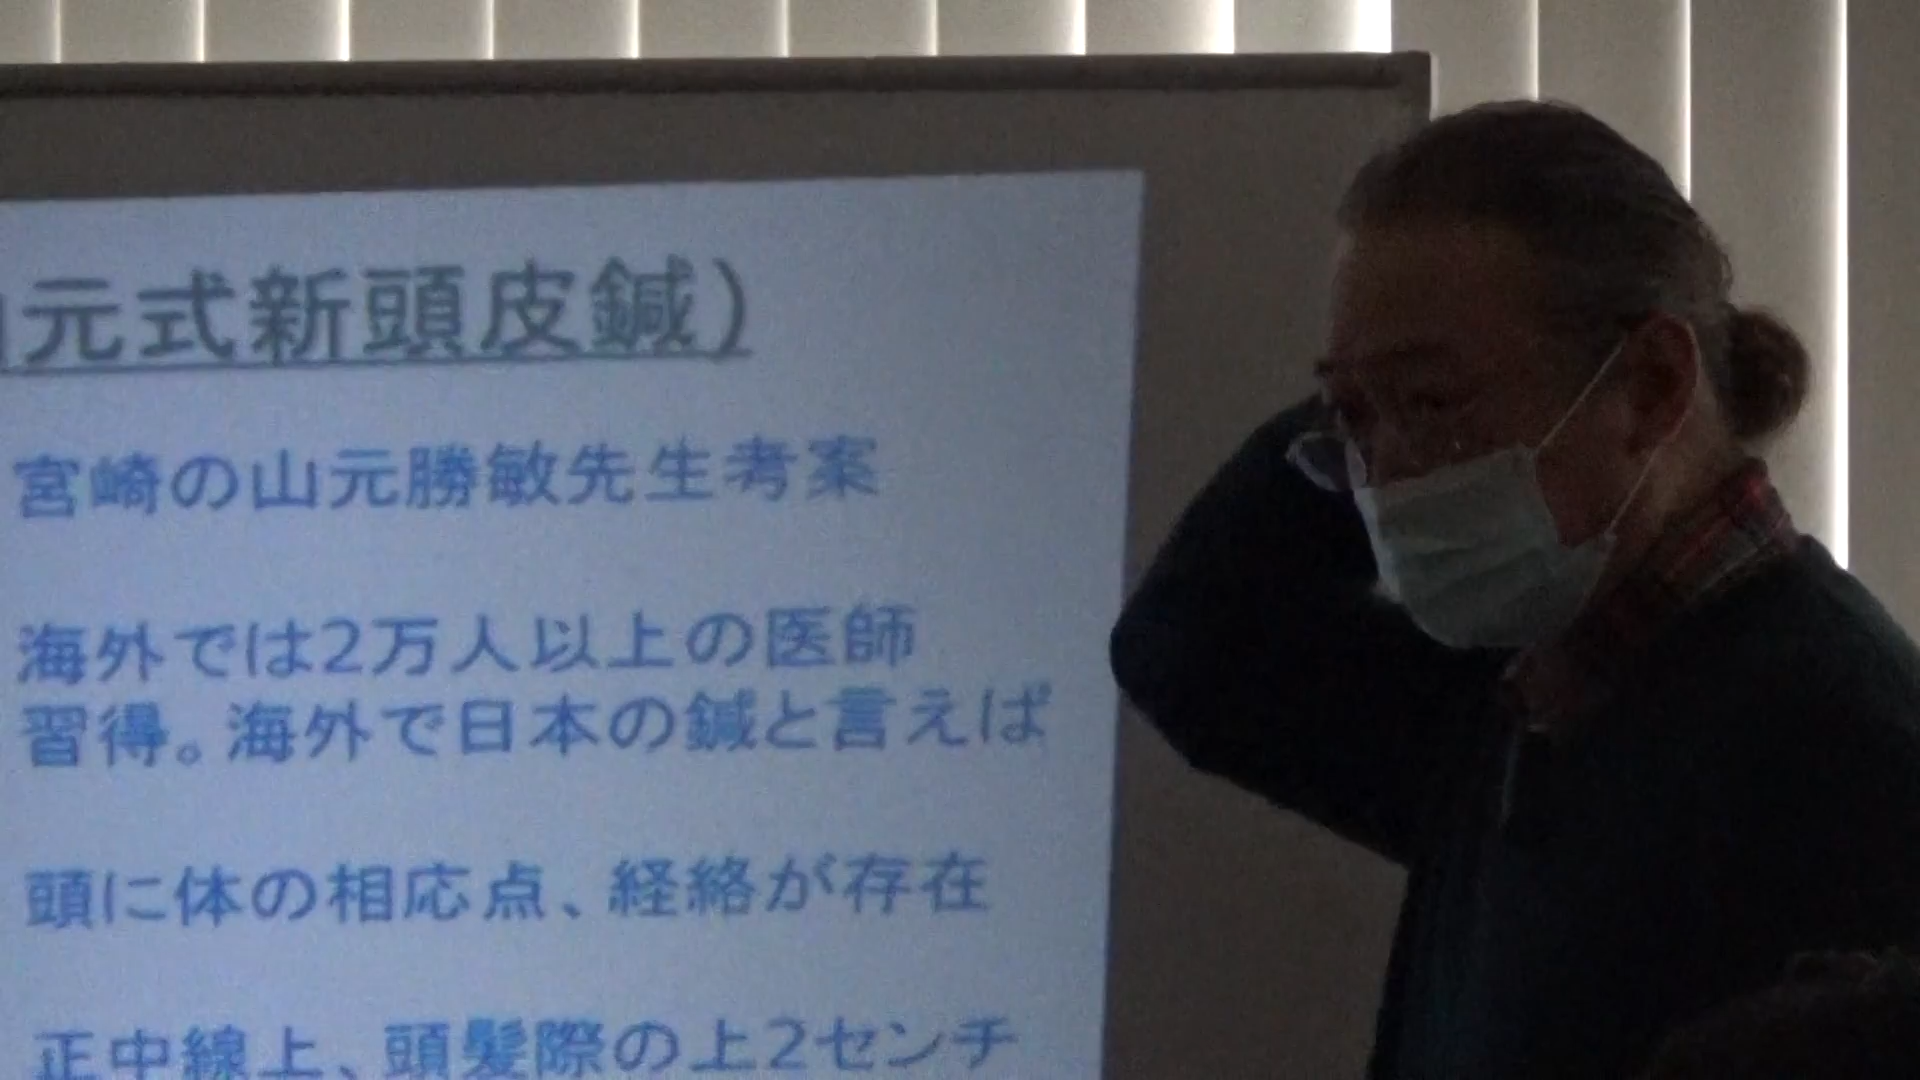 元式新頭皮鍼）
宮崎の山元勝敏先生考案
海外では2万人以上の医師
習得。海外で日本の鍼と言えば
頭に体の相応点、経絡が存在
正中線上、頭髪際の上2センチ